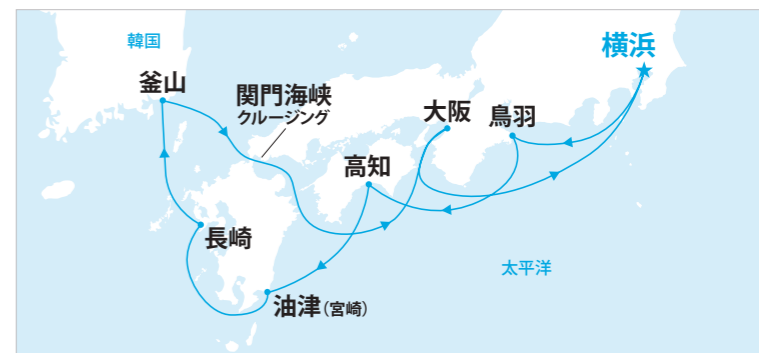 韓国
横浜
釜山
関門海峡
クルージング
大阪
鳥羽
高知
長崎
太平洋
油津(宮崎)